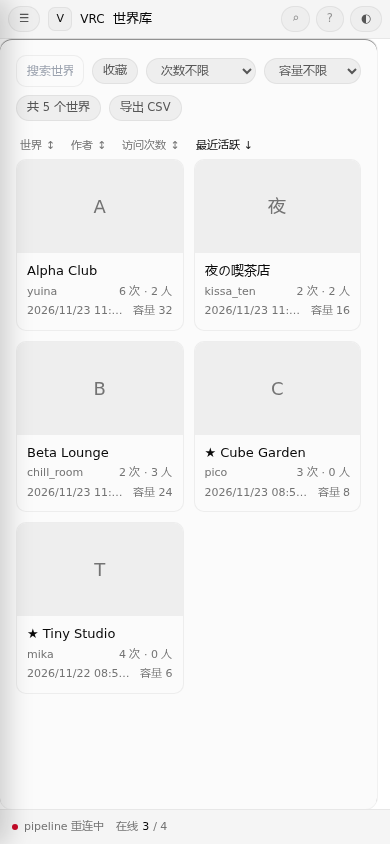 ☰ V VRC 世界库 ⌕ ? ◐
搜索世界 收藏 次数不限 容量不限
共 5 个世界 导出 CSV
世界 ↕ 作者 ↕ 访问次数 ↕ 最近活跃 ↓
A
Alpha Club
yuina 6 次 · 2 人
2026/11/23 11:… 容量 32
夜
夜の喫茶店
kissa_ten 2 次 · 2 人
2026/11/23 11:… 容量 16
B
Beta Lounge
chill_room 2 次 · 3 人
2026/11/23 11:… 容量 24
C
★ Cube Garden
pico 3 次 · 0 人
2026/11/23 08:5… 容量 8
T
★ Tiny Studio
mika 4 次 · 0 人
2026/11/22 08:5… 容量 6
pipeline 重连中 在线 3 / 4